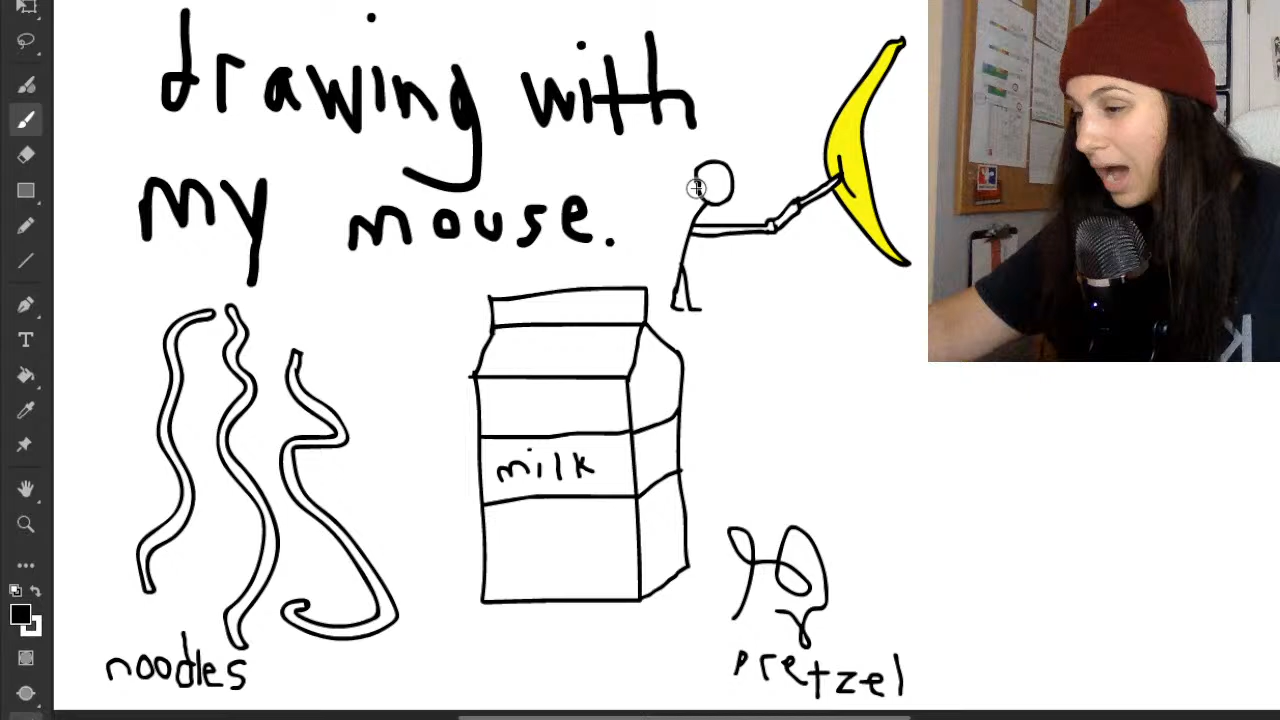 drawing with
my mouse.
milk
noodles
pretzel